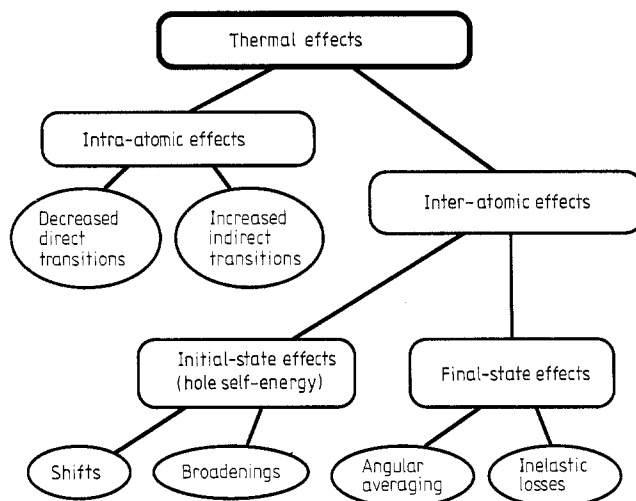 Thermal effects
Intra-atomic effects
Decreased
direct
transitions
Increased
indirect
transitions
Inter-atomic effects
Initial-state effects
(hole self-energy)
Final-state effects
Shifts
Broadenings
Angular
averaging
Inelastic
losses